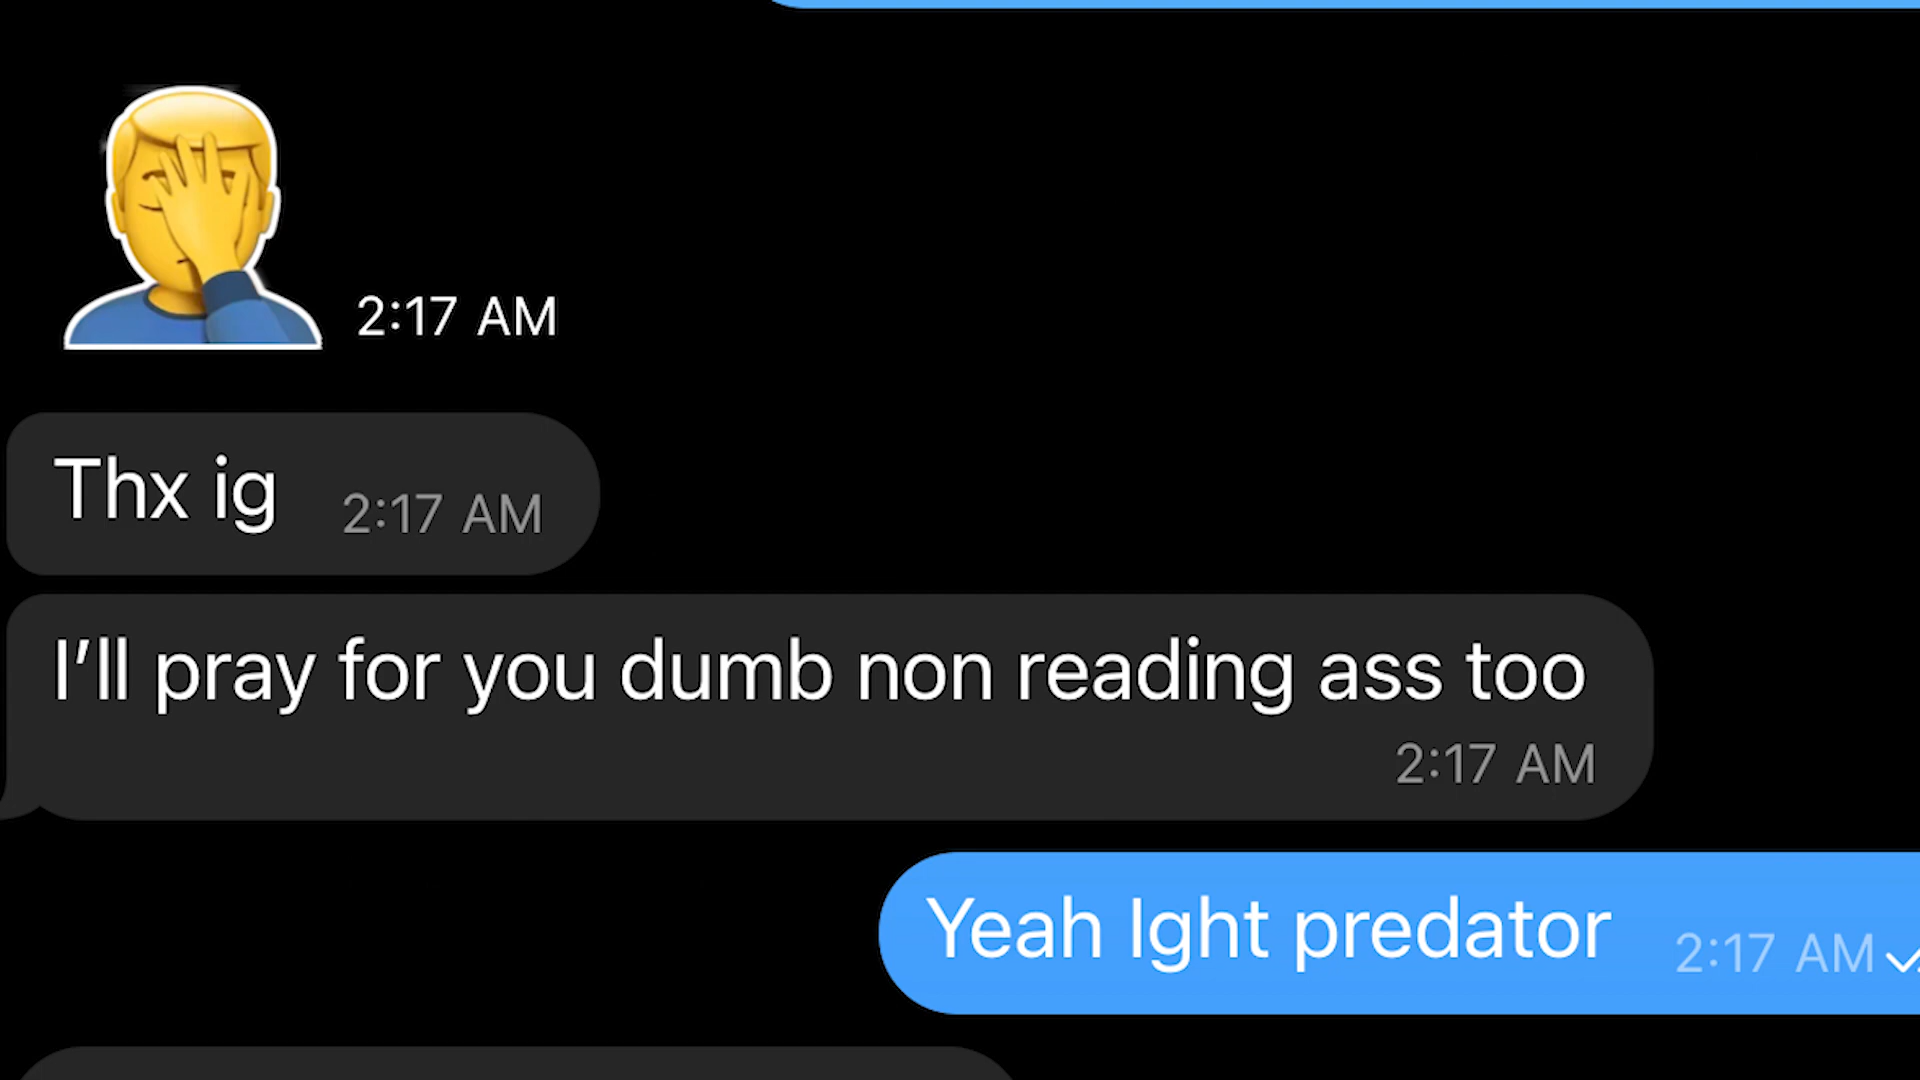 2:17 AM
Thx ig 2:17 AM
I’ll pray for you dumb non reading ass too
2:17 AM
Yeah Ight predator 2:17 AM